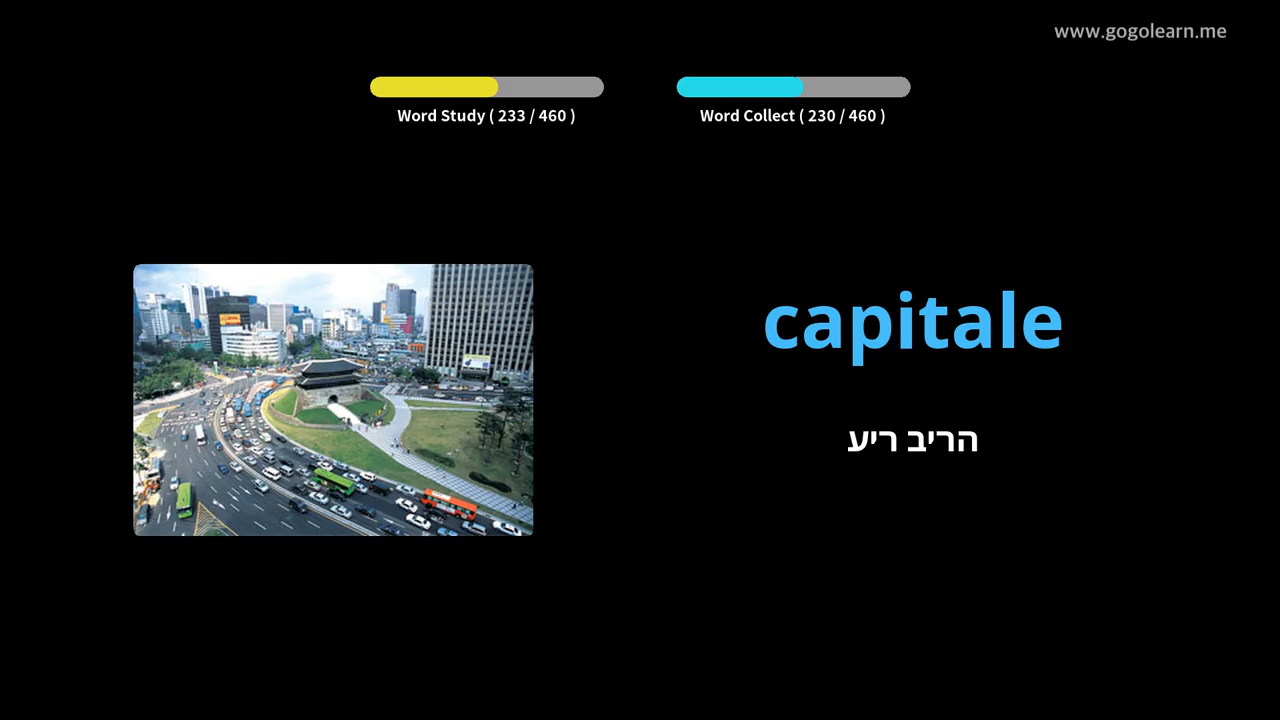 www.gogolearn.me
Word Study ( 233 / 460 )
Word Collect ( 230 / 460 )
capitale
הריב ריע